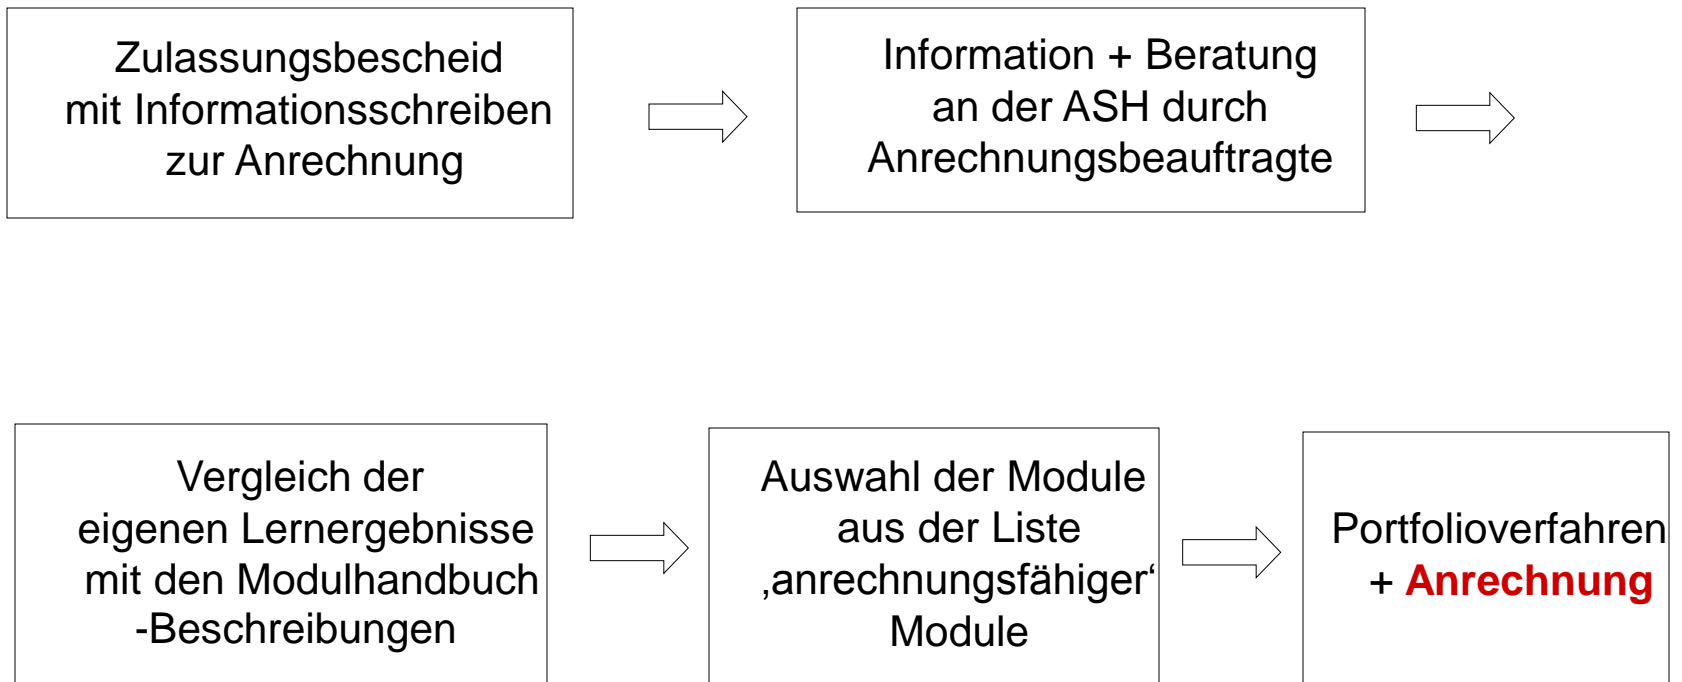 Zulassungsbescheid
mit Informationsschreiben
zur Anrechnung
Information + Beratung
an der ASH durch
Anrechnungsbeauftragte
Vergleich der
eigenen Lernergebnisse
mit den Modulhandbuch
-Beschreibungen
Auswahl der Module
aus der Liste
‚anrechnungsfähiger‘
Module
Portfolioverfahren
+ Anrechnung